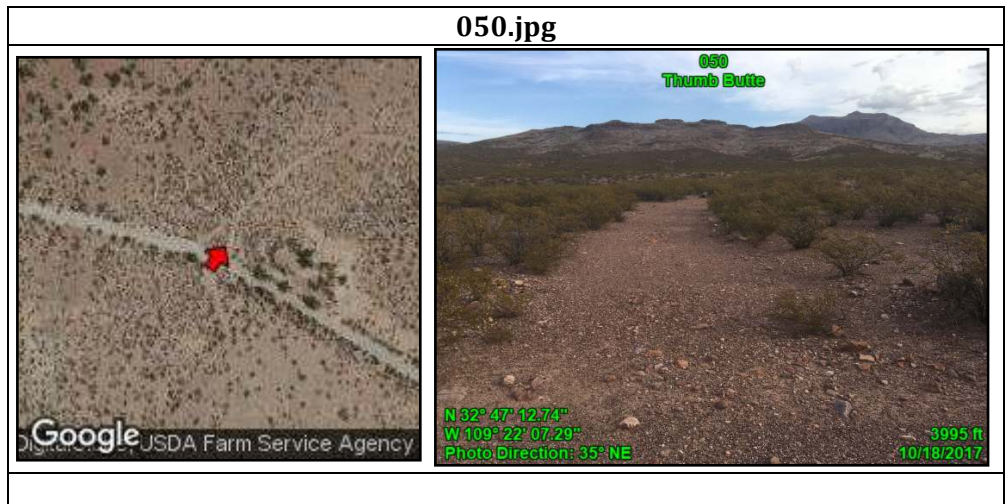 050.jpg
050
Thumb Butte
N 32° 47' 12.74"
W 109° 22' 07.29"
Photo Direction: 35° NE
3995 ft
10/18/2017
Google
USDA Farm Service Agency